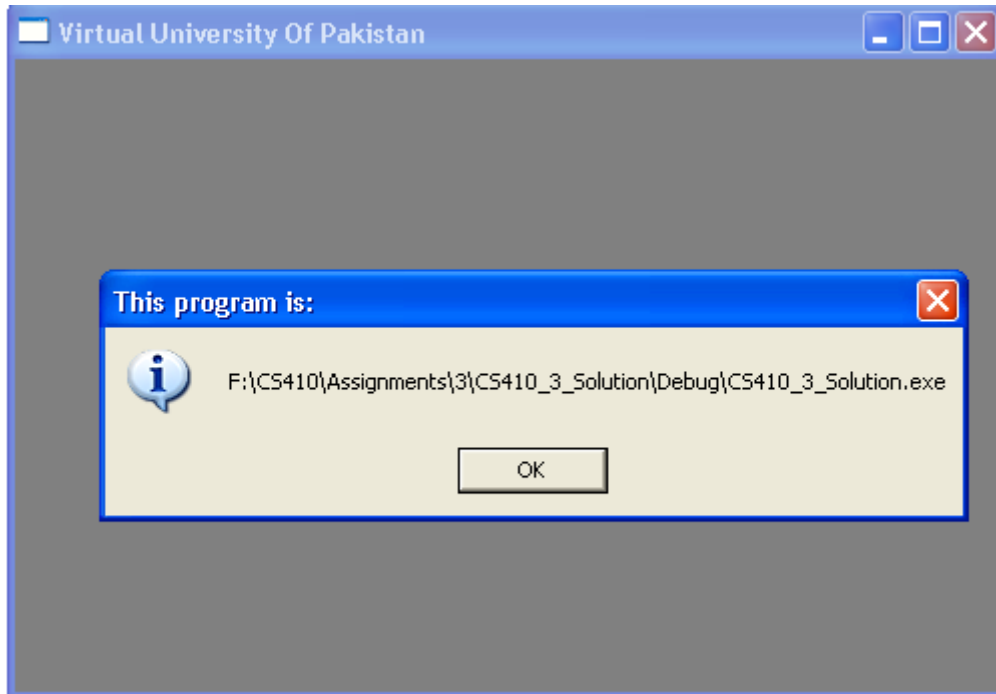 Virtual University Of Pakistan
This program is:
F:\CS410\Assignments\3\CS410_3_Solution\Debug\CS410_3_Solution.exe
OK